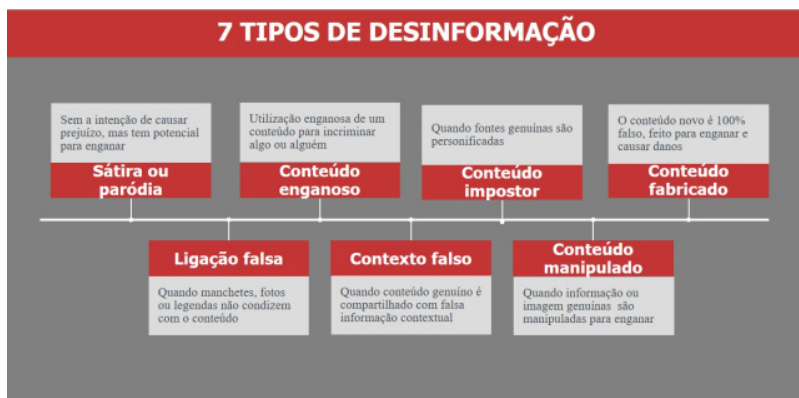 7 TIPOS DE DESINFORMAÇÃO
Sem a intenção de causar
prejuízo, mas tem potencial
para enganar
Sátira ou
paródia
Ligação falsa
Quando manchetes, fotos
ou legendas não condizem
com o conteúdo
Utilização enganosa de um
conteúdo para incriminar
algo ou alguém
Conteúdo
enganoso
Contexto falso
Quando conteúdo genuíno é
compartilhado com falsa
informação contextual
Quando fontes genuínas são
personificadas
Conteúdo
impostor
Conteúdo
manipulado
Quando informação ou
imagem genuínas são
manipuladas para enganar
O conteúdo novo é 100%
falso, feito para enganar e
causar danos
Conteúdo
fabricado